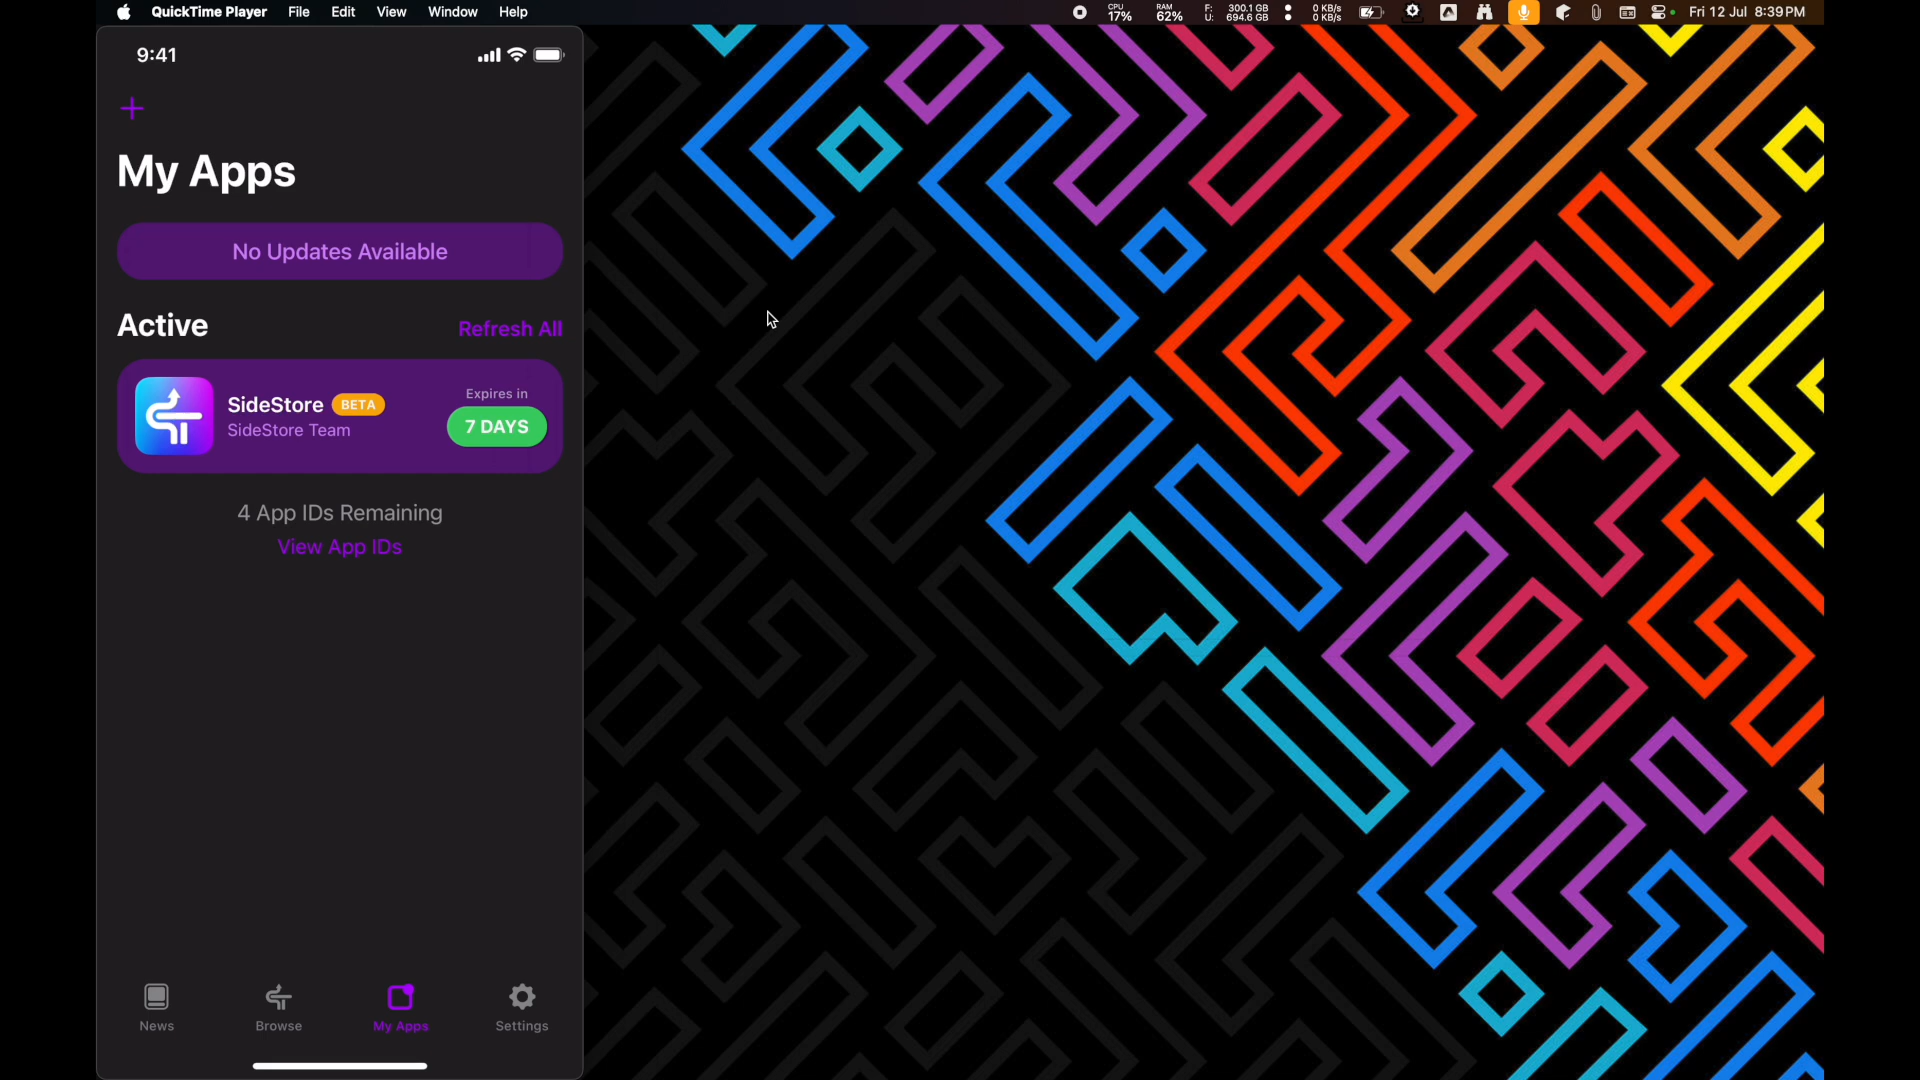 QuickTime Player File Edit View Window Help
CPU 17% RAM 62% F: 300.1 GB U: 694.6 GB 0 KB/s 0 KB/s Fri 12 Jul 8:39 PM
9:41
My Apps
No Updates Available
Active Refresh All
Expires in
SideStore BETA
7 DAYS
SideStore Team
4 App IDs Remaining
View App IDs
News Browse My Apps Settings